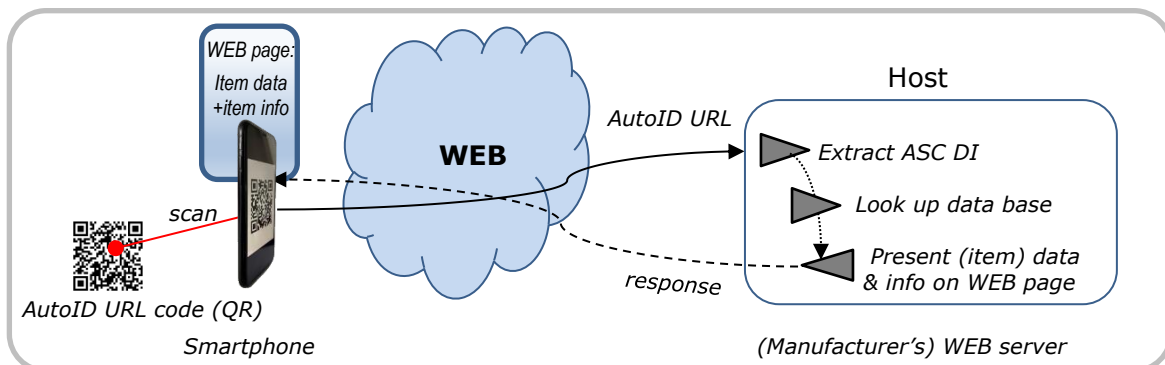 WEB page:
Item data
+item info
scan
AutoID URL code (QR)
Smartphone
WEB
AutoID URL
response
Host
Extract ASC DI
Look up data base
Present (item) data
& info on WEB page
(Manufacturer's) WEB server